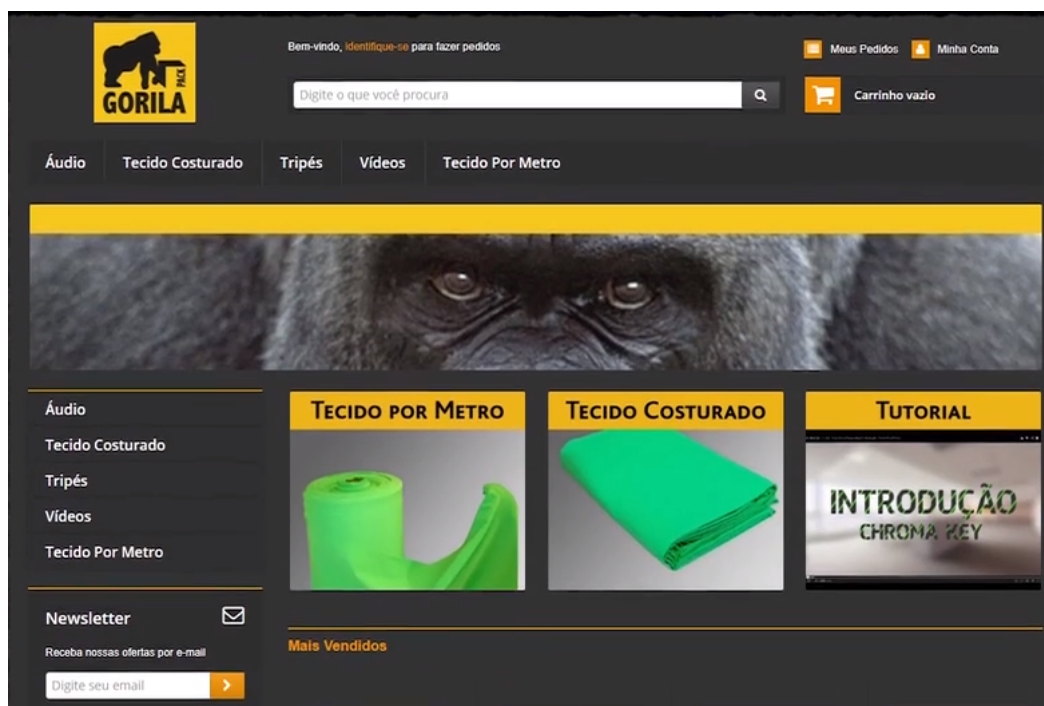 Bem-vindo, identifique-se para fazer pedidos
Meus Pedidos
Minha Conta
GORILA
PACK
Digite o que você procura
Carrinho vazio
Áudio
Tecido Costurado
Tripés
Vídeos
Tecido Por Metro
Áudio
Tecido Costurado
Tripés
Vídeos
Tecido Por Metro
TECIDO POR METRO
TECIDO COSTURADO
TUTORIAL
INTRODUÇÃO
CHROMA KEY
Newsletter
Receba nossas ofertas por e-mail
Digite seu email
Mais Vendidos